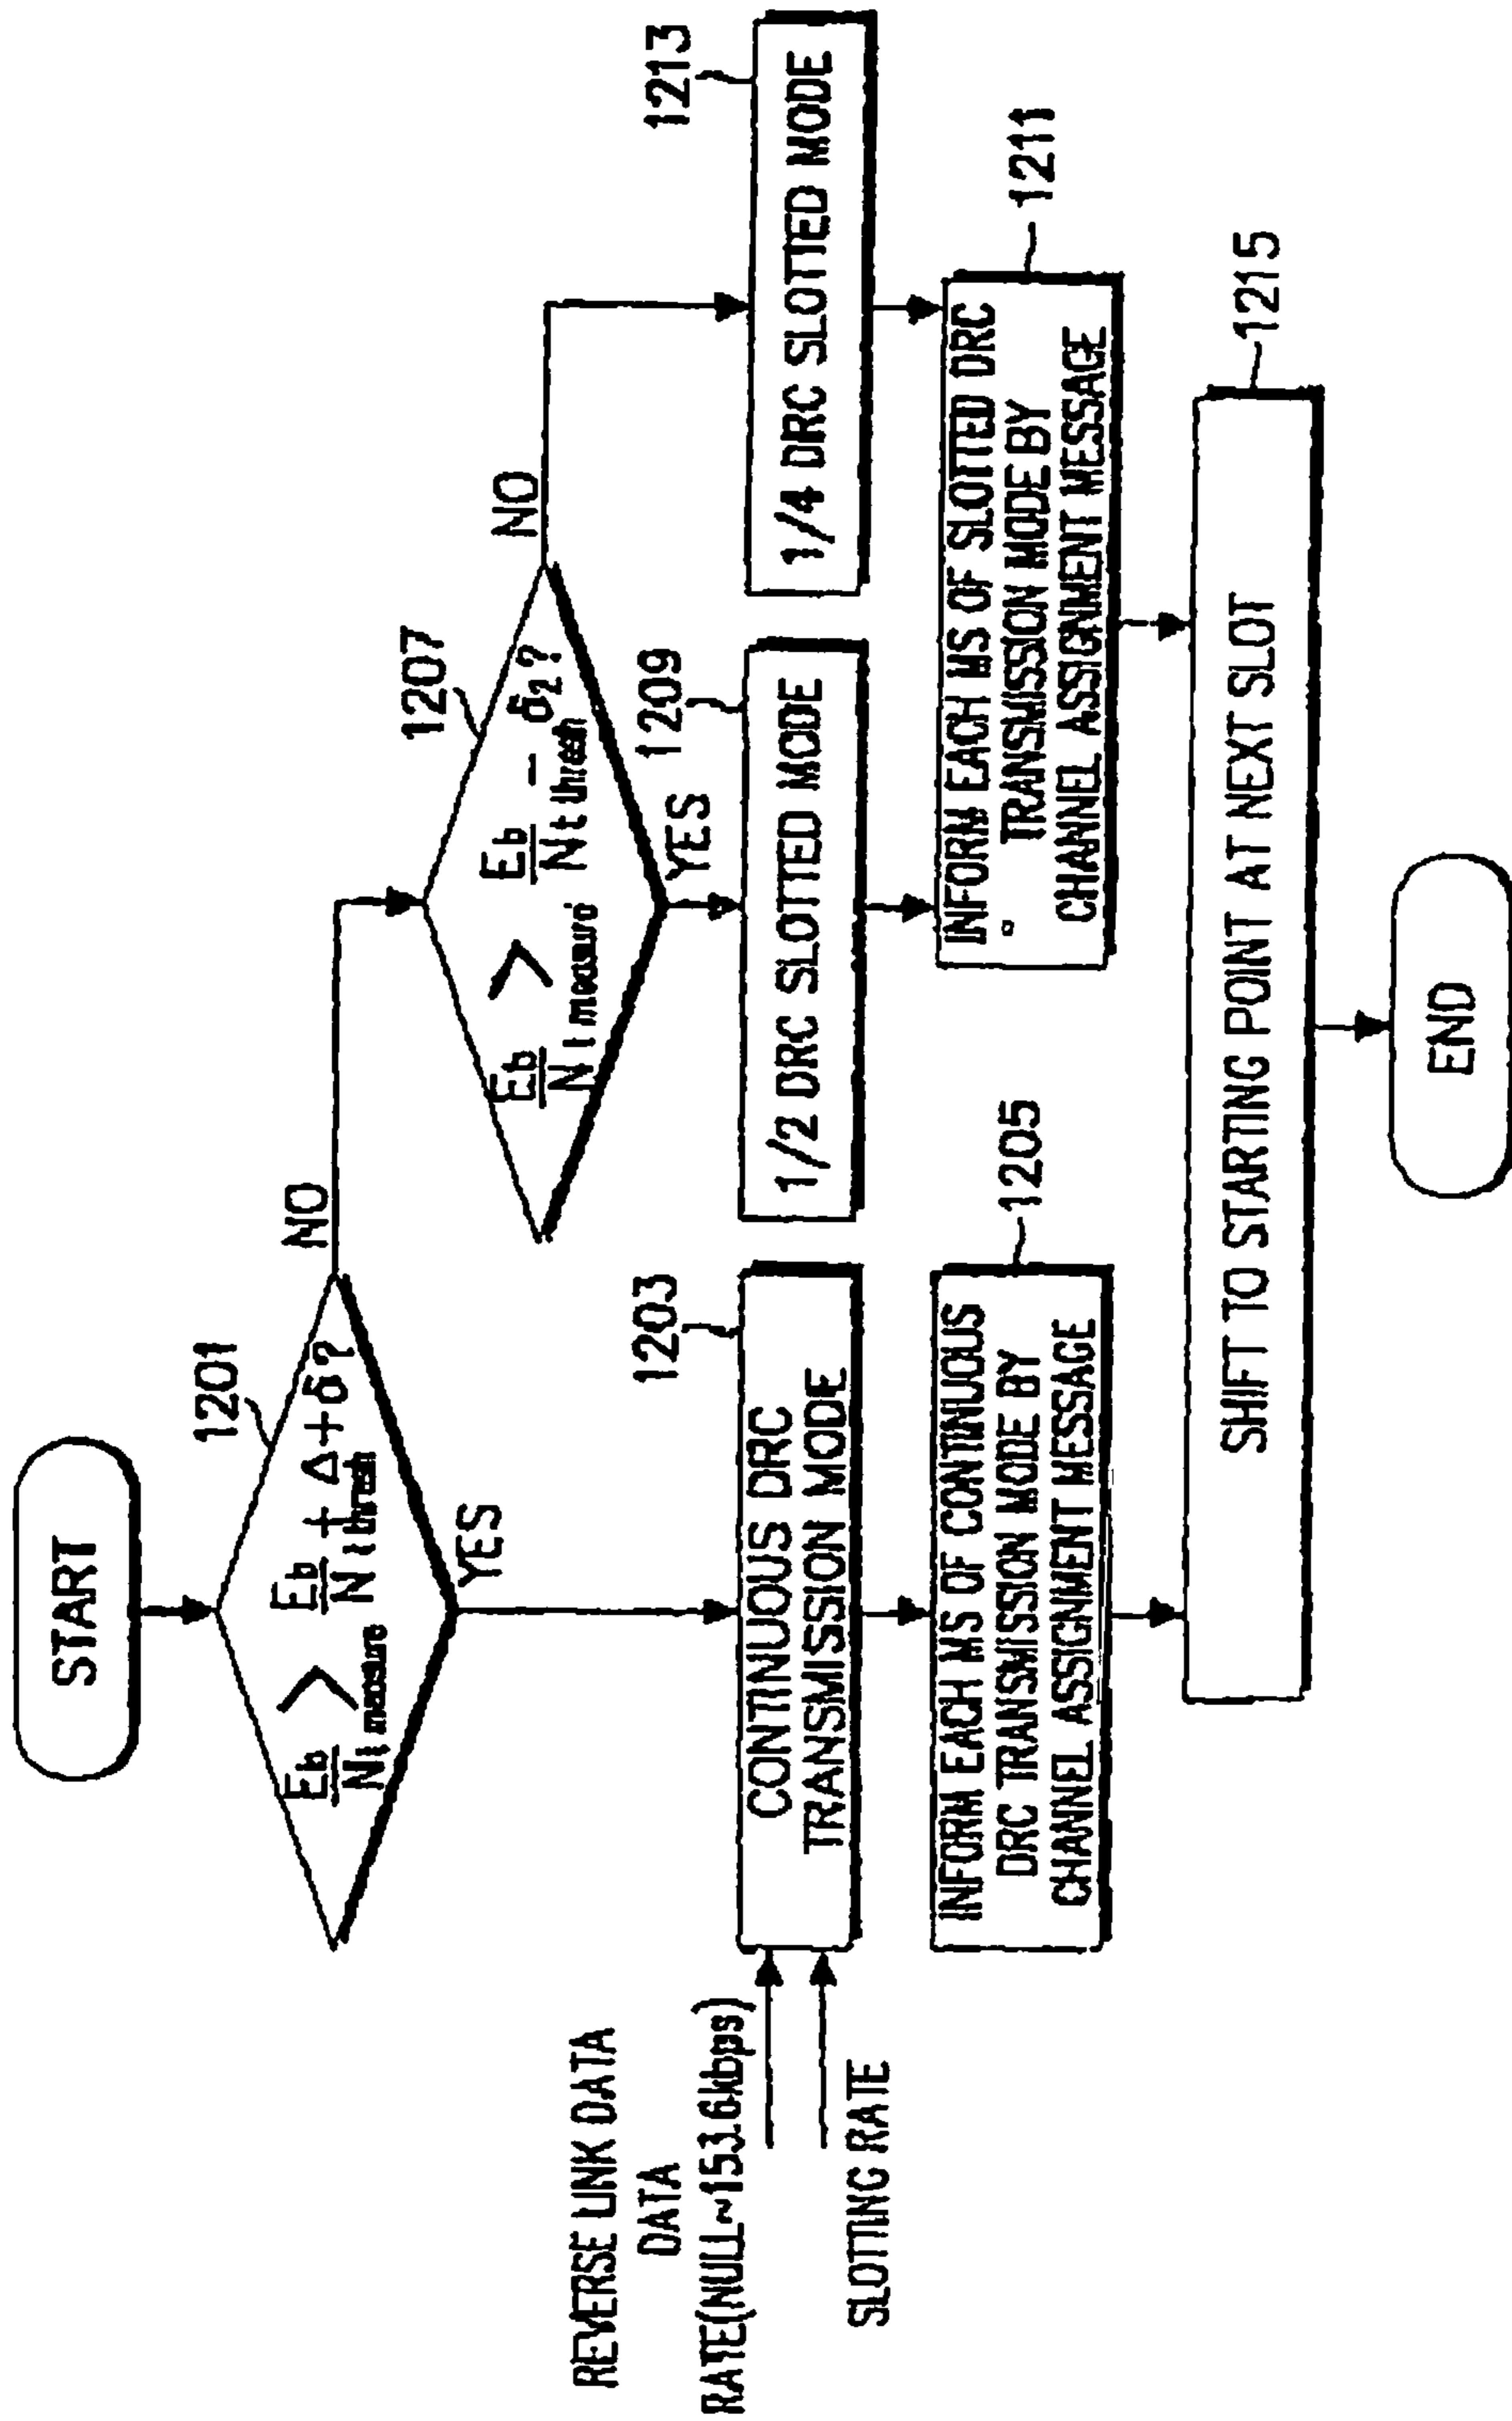 START
1201
Eb
Nt measure
>
Eb
Nt thresh
+ Δ + δ?
NO
YES
1207
Eb
Nt measure
>
Eb
Nt thresh
- δ2?
NO
YES
REVERSE LINK DATA
DATA
RATE(NULL~153.6kbps)
SLOTTING RATE
1203
CONTINUOUS DRC
TRANSMISSION MODE
1209
1/2 DRC SLOTTED MODE
1213
1/4 DRC SLOTTED MODE
1205
INFORM EACH MS OF CONTINUOUS
DRC TRANSMISSION MODE BY
CHANNEL ASSIGNMENT MESSAGE
1211
INFORM EACH MS OF SLOTTED DRC
TRANSMISSION MODE BY
CHANNEL ASSIGNMENT MESSAGE
1215
SHIFT TO STARTING POINT AT NEXT SLOT
END